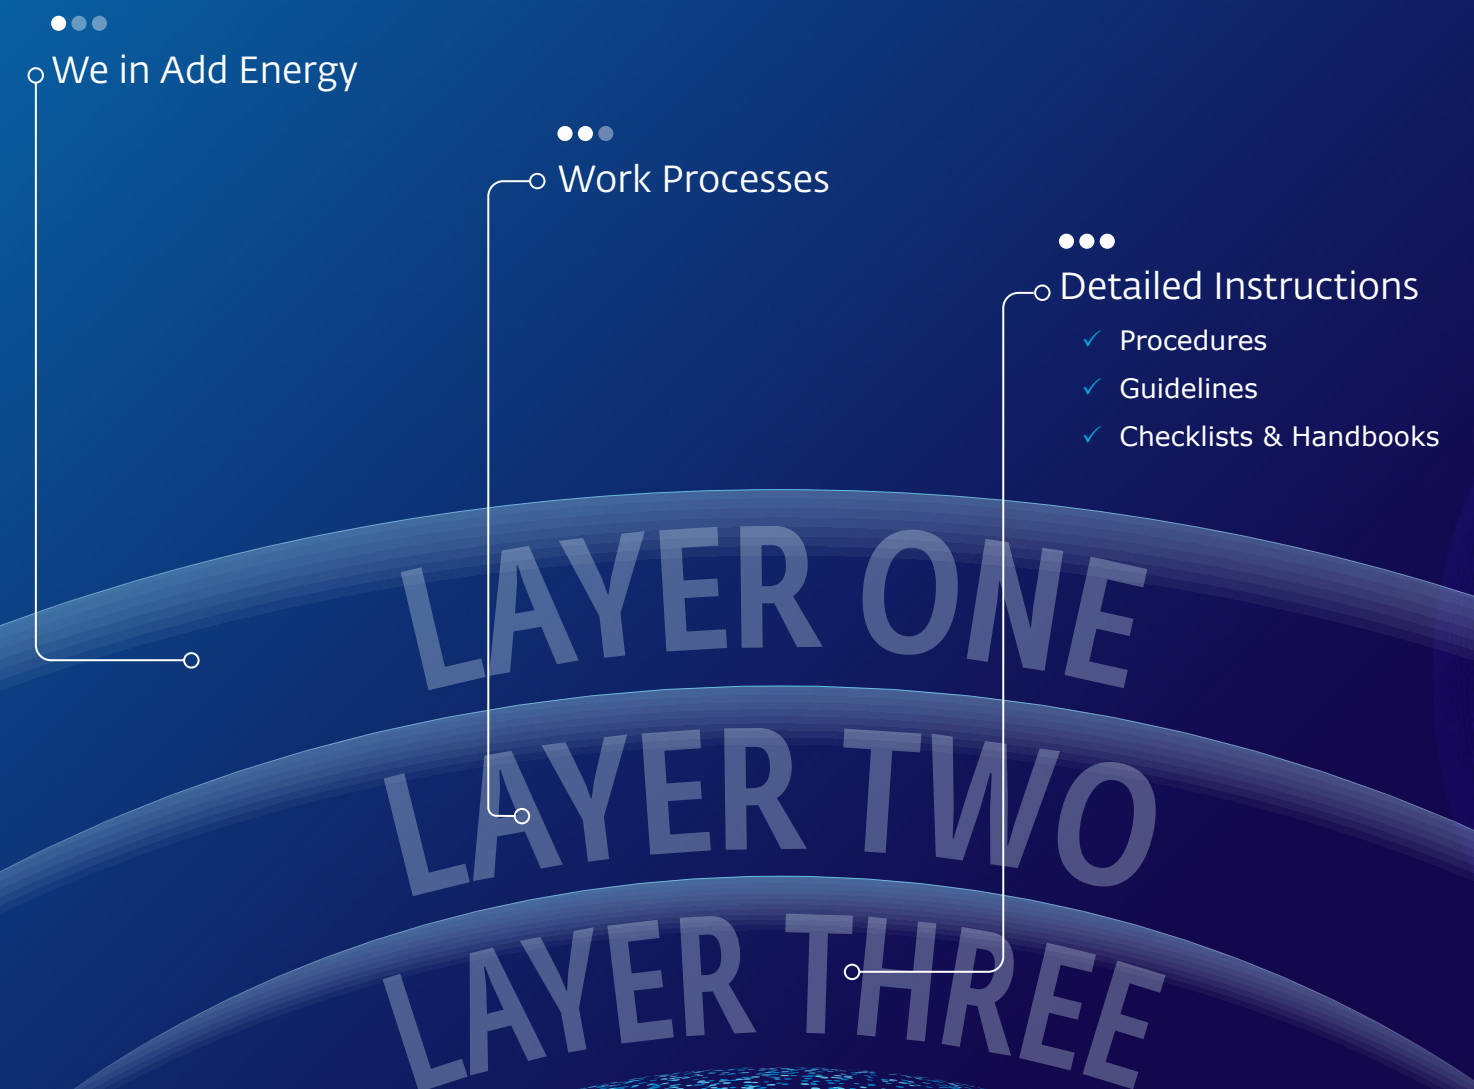 We in Add Energy
Work Processes
Detailed Instructions
Procedures
Guidelines
Checklists & Handbooks
LAYER ONE
LAYER TWO
LAYER THREE